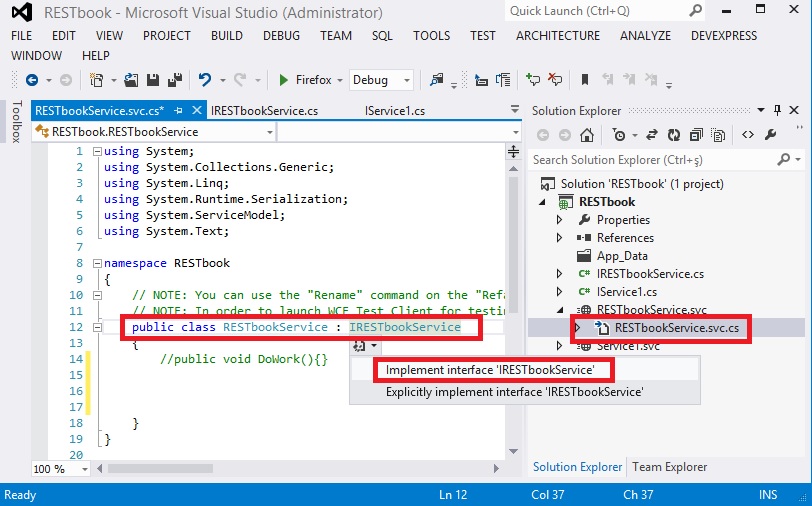 RESTbook - Microsoft Visual Studio (Administrator)
Quick Launch (Ctrl+Q)
FILE EDIT VIEW PROJECT BUILD DEBUG TEAM SQL TOOLS TEST ARCHITECTURE ANALYZE DEVEXPRESS
WINDOW HELP
Firefox Debug
Toolbox
RESTbookService.svc.cs* IRESTbookService.cs IService1.cs
RESTbook.RESTbookService
1 using System;
2 using System.Collections.Generic;
3 using System.Linq;
4 using System.Runtime.Serialization;
5 using System.ServiceModel;
6 using System.Text;
7
8 namespace RESTbook
9 {
10 // NOTE: You can use the "Rename" command on the "Refa
11 // NOTE: In order to launch WCF Test Client for testin
12 public class RESTbookService : IRESTbookService
13 {
14 //public void DoWork(){}
15
16
17
18 }
19 }
20
Implement interface 'IRESTbookService'
Explicitly implement interface 'IRESTbookService'
100 %
Solution Explorer
Search Solution Explorer (Ctrl+ş)
Solution 'RESTbook' (1 project)
RESTbook
Properties
References
App_Data
C# IRESTbookService.cs
C# IService1.cs
RESTbookService.svc
RESTbookService.svc.cs
Service1.svc
Solution Explorer Team Explorer
Ready Ln 12 Col 37 Ch 37 INS